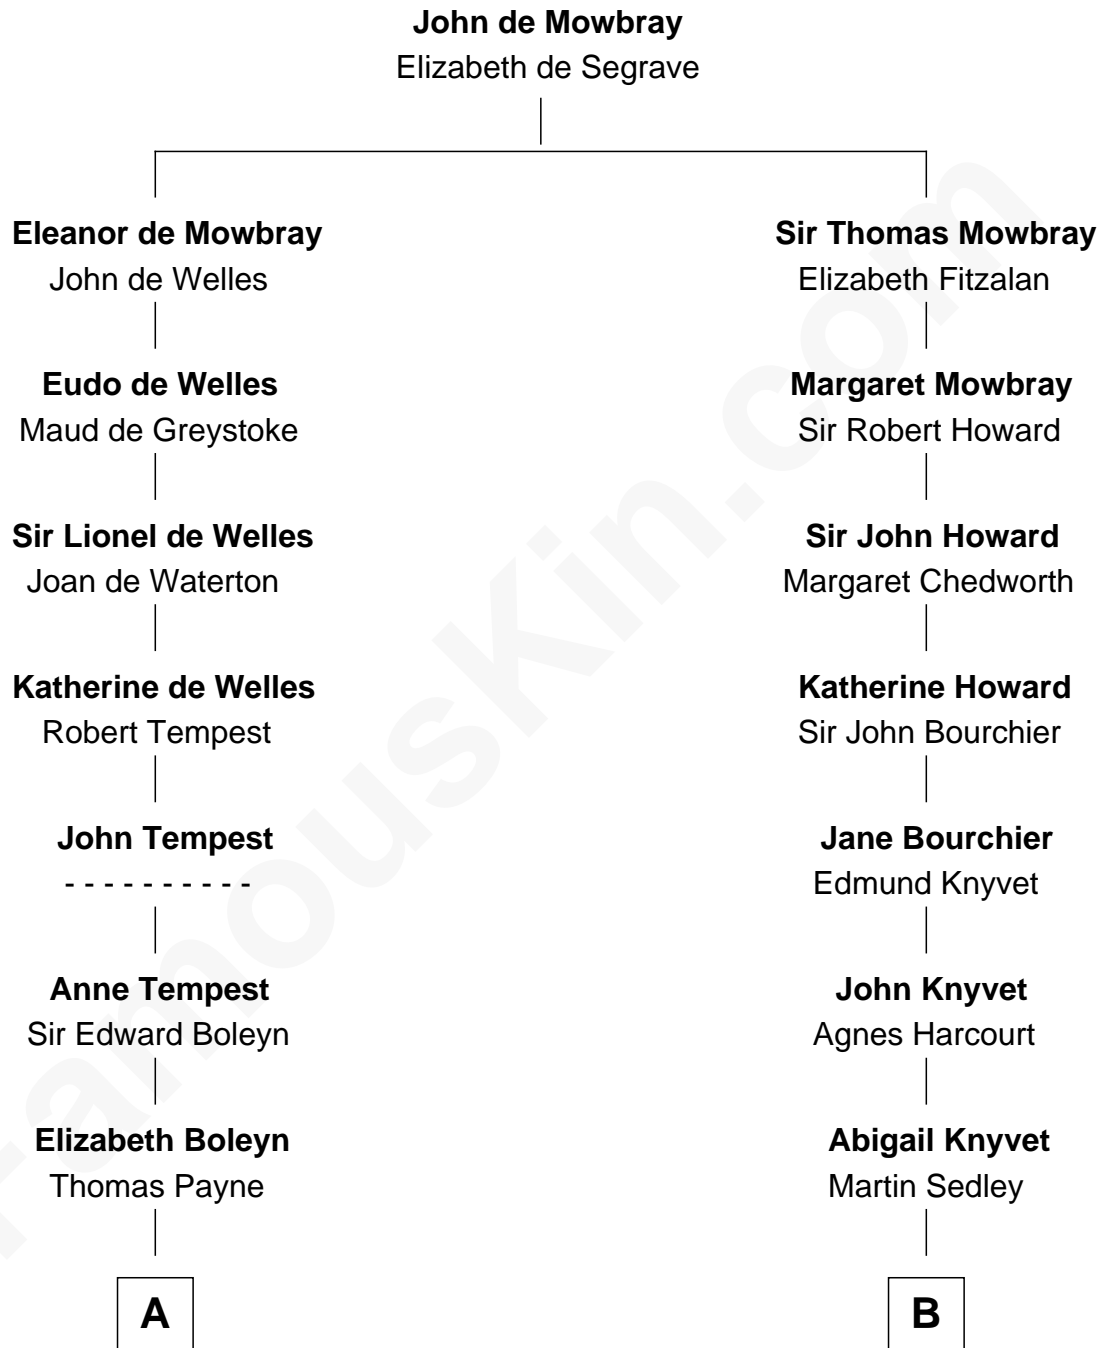 John de Mowbray
Elizabeth de Segrave
Eleanor de Mowbray
John de Welles
Sir Thomas Mowbray
Elizabeth Fitzalan
Eudo de Welles
Maud de Greystoke
Margaret Mowbray
Sir Robert Howard
Sir Lionel de Welles
Joan de Waterton
Sir John Howard
Margaret Chedworth
Katherine de Welles
Robert Tempest
Katherine Howard
Sir John Bourchier
John Tempest
- - - - - - - - - -
Jane Bourchier
Edmund Knyvet
Anne Tempest
Sir Edward Boleyn
John Knyvet
Agnes Harcourt
Elizabeth Boleyn
Thomas Payne
Abigail Knyvet
Martin Sedley
A
B
FamousKin.com